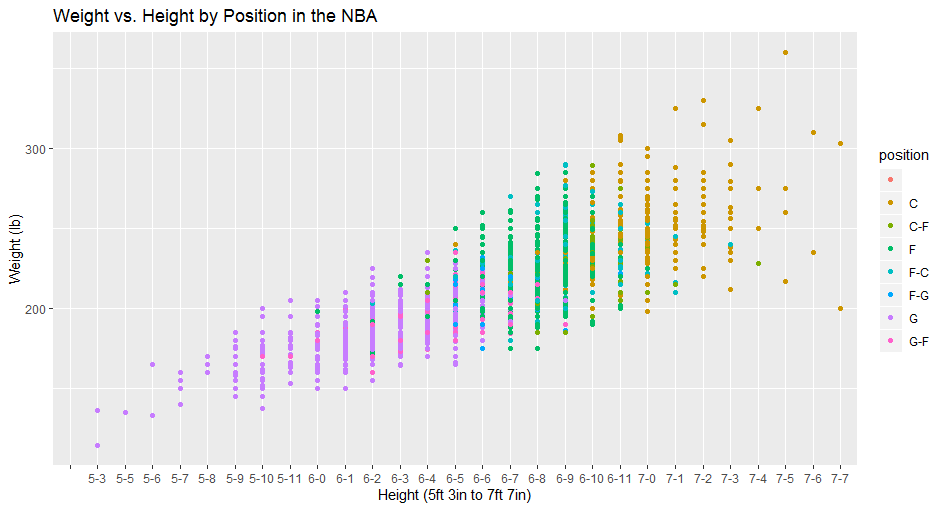 Weight vs. Height by Position in the NBA
Weight (lb)
300
200
5-3 5-5 5-6 5-7 5-8 5-9 5-10 5-11 6-0 6-1 6-2 6-3 6-4 6-5 6-6 6-7 6-8 6-9 6-10 6-11 7-0 7-1 7-2 7-3 7-4 7-5 7-6 7-7
Height (5ft 3in to 7ft 7in)
position
C
C-F
F
F-C
F-G
G
G-F